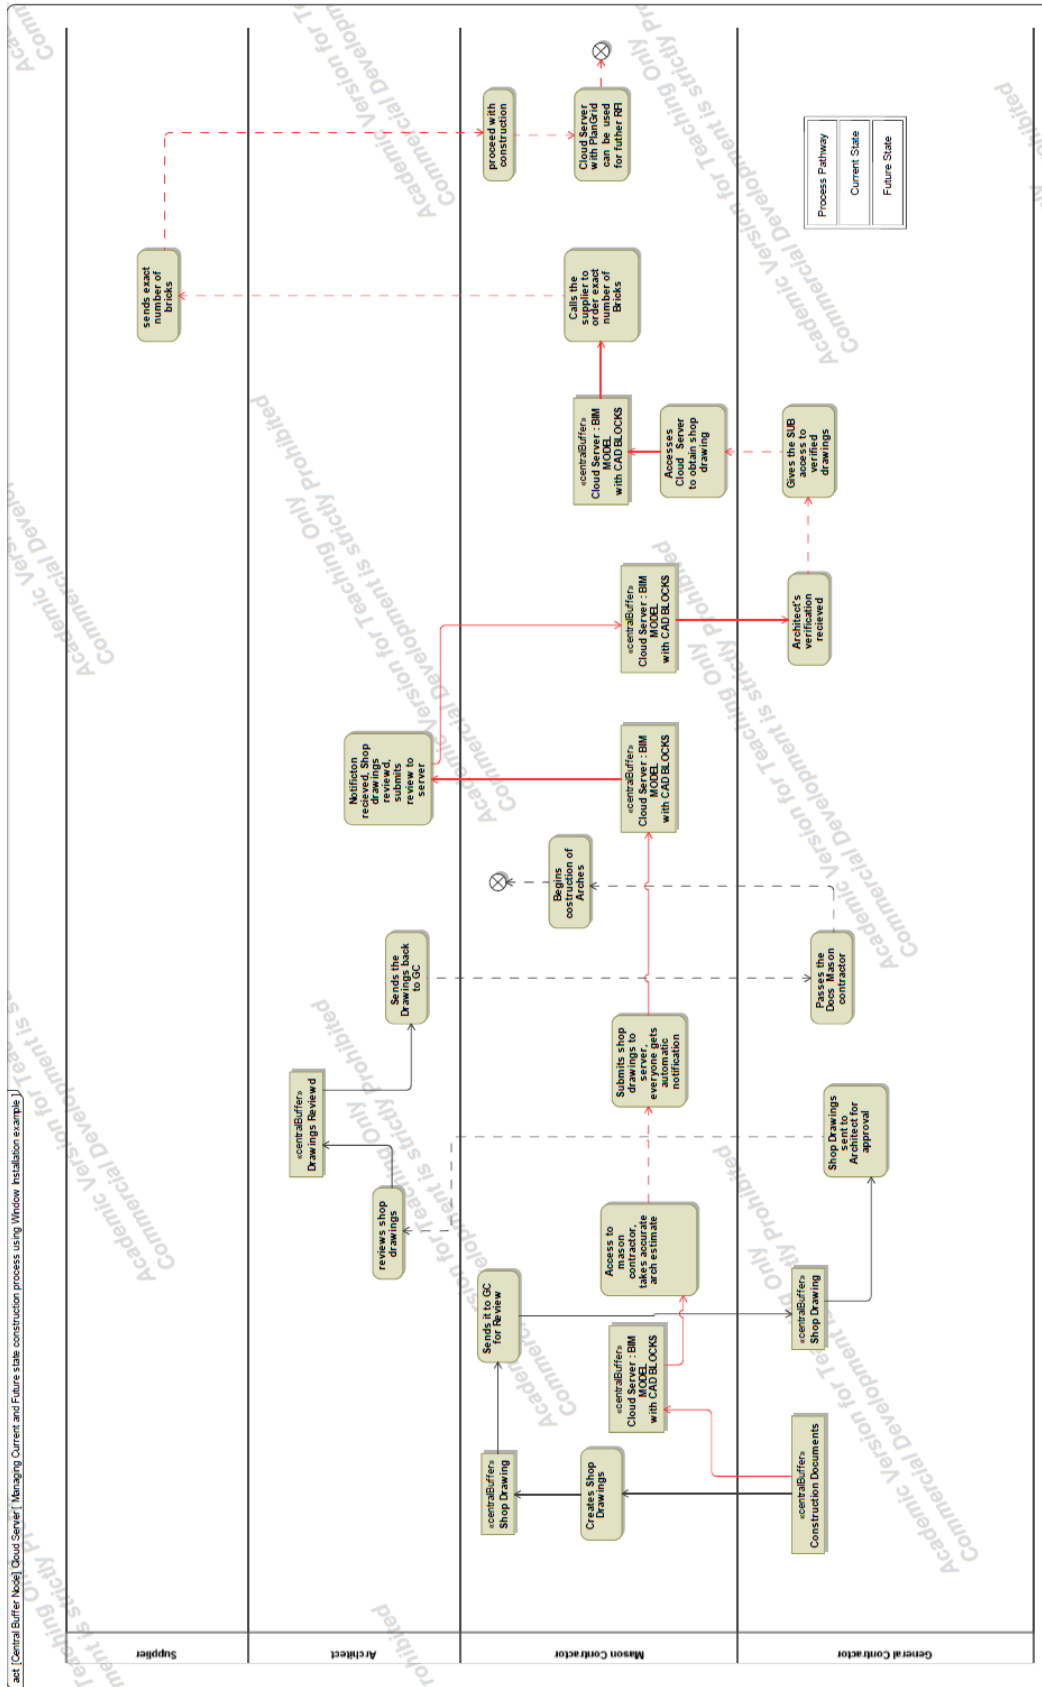 act [Central Buffer Node] Cloud Server [ Managing Current and Future state construction process using Window Installation example ]
Supplier
Architect
Mason Contractor
General Contractor
sends exact
number of
bricks
reviews shop
drawings
«centralBuffer»
Drawings Reviewd
Sends the
Drawings back
to GC
Notifiction
recieved, Shop
drawings
reviewd,
submits
review to
server
«centralBuffer»
Shop Drawing
Creates Shop
Drawings
Sends it to GC
for Review
«centralBuffer»
Cloud Server : BIM
MODEL
with CAD BLOCKS
Access to
mason
contractor,
takes accurate
arch estimate
Submits shop
drawings to
server,
everyone gets
automatic
notification
Begins
costruction of
Arches
«centralBuffer»
Cloud Server : BIM
MODEL
with CAD BLOCKS
«centralBuffer»
Cloud Server : BIM
MODEL
with CAD BLOCKS
«centralBuffer»
Cloud Server : BIM
MODEL
with CAD BLOCKS
Accesses
Cloud Server
to obtain shop
drawing
Calls the
supplier to
order exact
number of
Bricks
proceed with
construction
Cloud Server
with PlanGrid
can be used
for futher RFI
«centralBuffer»
Construction Documents
«centralBuffer»
Shop Drawing
Shop Drawings
sent to
Architect for
approval
Passes the
Docs Mason
contractor
Architect's
verification
recieved
Gives the SUB
access to
verified
drawings
Process Pathway
Current State
Future State
Academic Version for Teaching Only
Commercial Development is strictly Prohibited